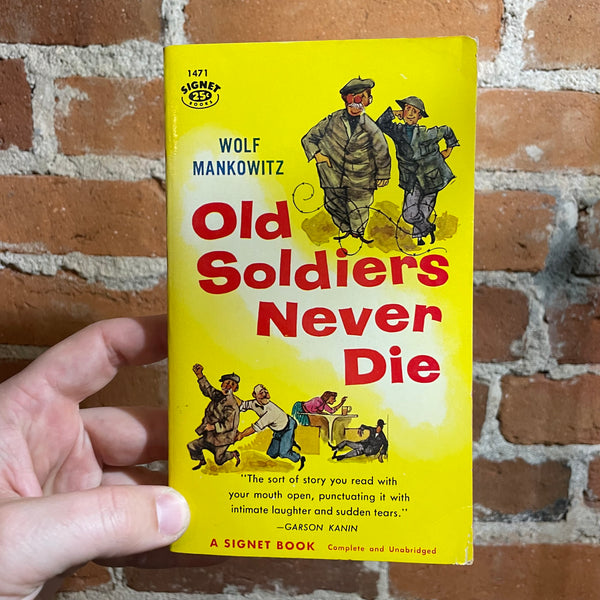 1471
SIGNET
25¢
BOOKS
WOLF
MANKOWITZ
Old
Soldiers
Never
Die
"The sort of story you read with
your mouth open, punctuating it with
intimate laughter and sudden tears."
—GARSON KANIN
A SIGNET BOOK Complete and Unabridged